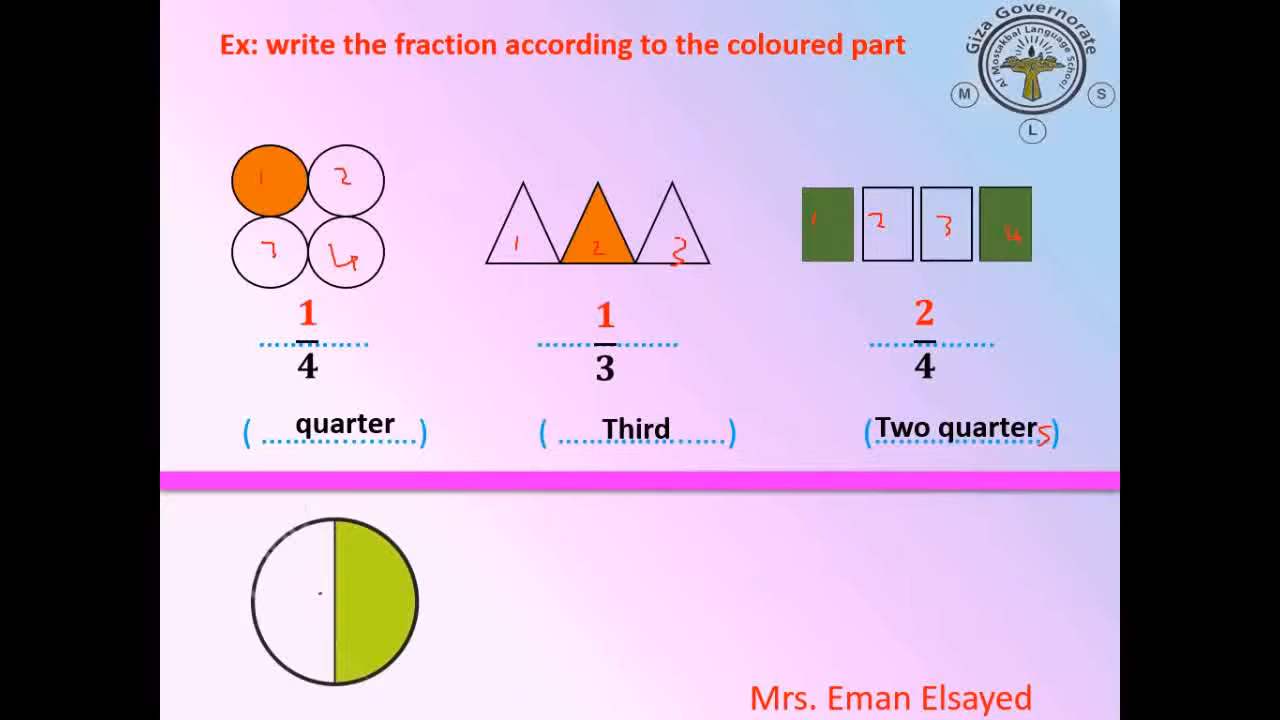 Ex: write the fraction according to the coloured part
Giza Governorate
Al Mostakbal Language School
M S
L
1 2
3 4
1 2 3
1 2 3 4
1 1 2
4 3 4
( quarter ) ( Third ) (Two quarters)
Mrs. Eman Elsayed